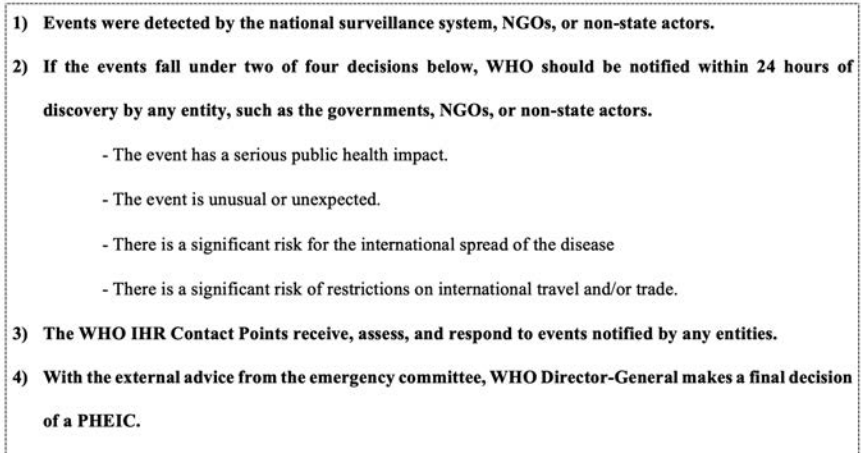 1) Events were detected by the national surveillance system, NGOs, or non-state actors.
2) If the events fall under two of four decisions below, WHO should be notified within 24 hours of
discovery by any entity, such as the governments, NGOs, or non-state actors.
- The event has a serious public health impact.
- The event is unusual or unexpected.
- There is a significant risk for the international spread of the disease
- There is a significant risk of restrictions on international travel and/or trade.
3) The WHO IHR Contact Points receive, assess, and respond to events notified by any entities.
4) With the external advice from the emergency committee, WHO Director-General makes a final decision
of a PHEIC.